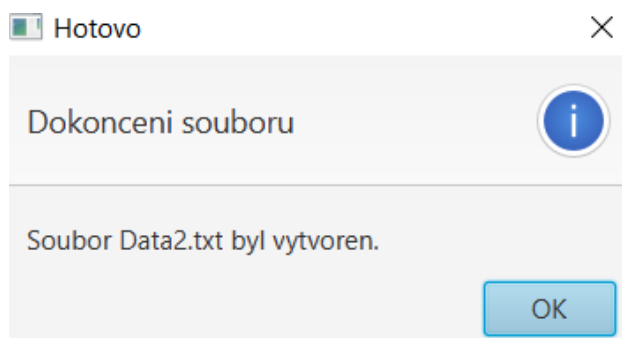 Hotovo
Dokonceni souboru
i
Soubor Data2.txt byl vytvoren.
OK